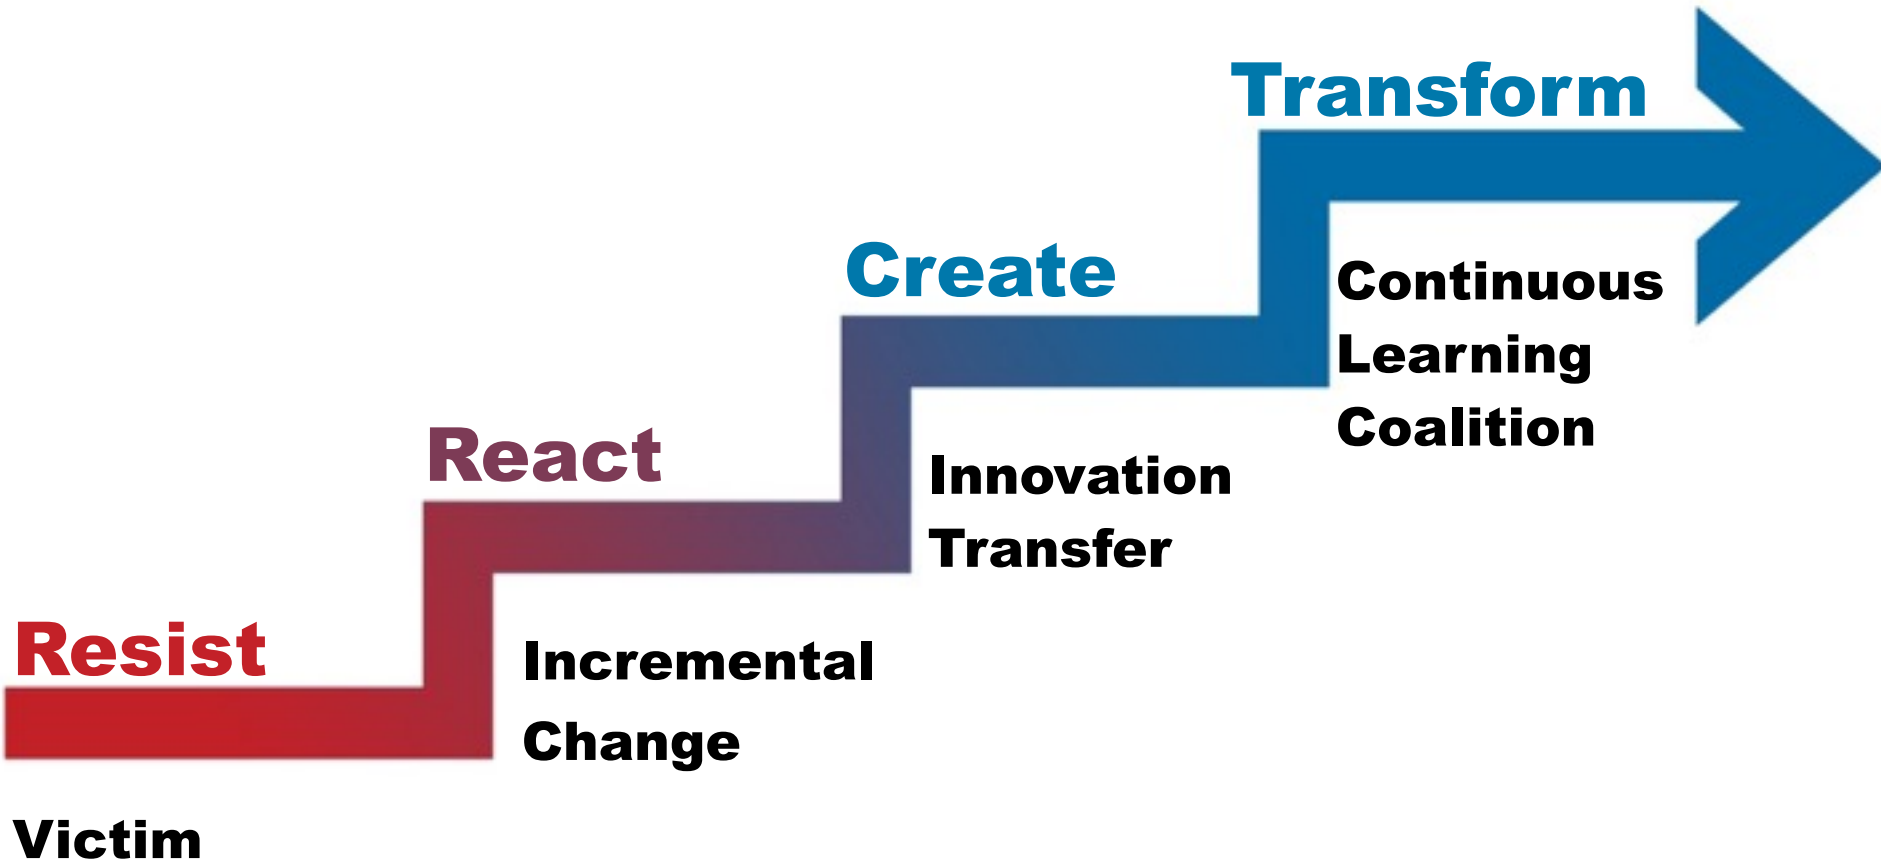 Transform
Continuous
Learning
Coalition
Create
Innovation
Transfer
React
Incremental
Change
Resist
Victim